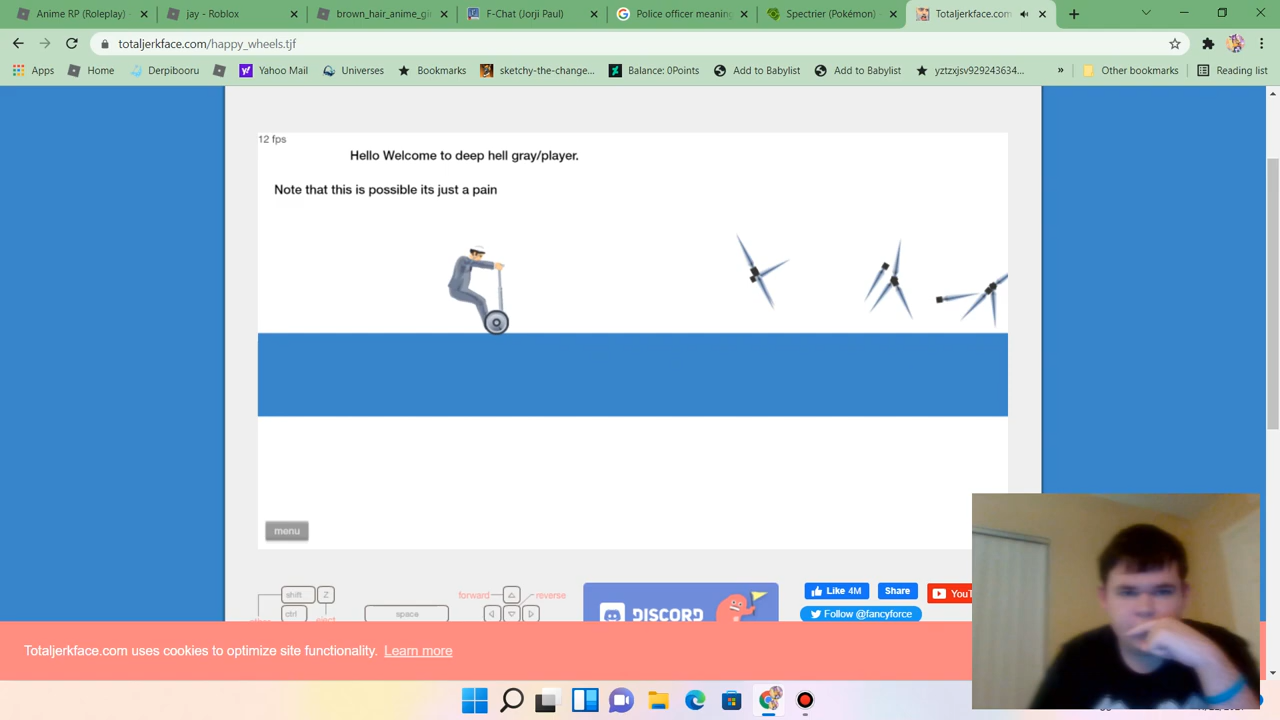 Anime RP (Roleplay) -
jay - Roblox
brown_hair_anime_gi
F-Chat (Jorji Paul)
Police officer meaning
Spectrier (Pokémon)
Totaljerkface.com
totaljerkface.com/happy_wheels.tjf
Apps
Home
Derpibooru
Yahoo Mail
Universes
Bookmarks
sketchy-the-change...
Balance: 0Points
Add to Babylist
Add to Babylist
yztzxjsv929243634...
»
Other bookmarks
Reading list
12 fps
Hello Welcome to deep hell gray/player.
Note that this is possible its just a pain
menu
shift
Z
ctrl
space
forward
reverse
eject
DISCORD
Like 4M
Share
YouT
@fancyforce
Totaljerkface.com uses cookies to optimize site functionality. Learn more